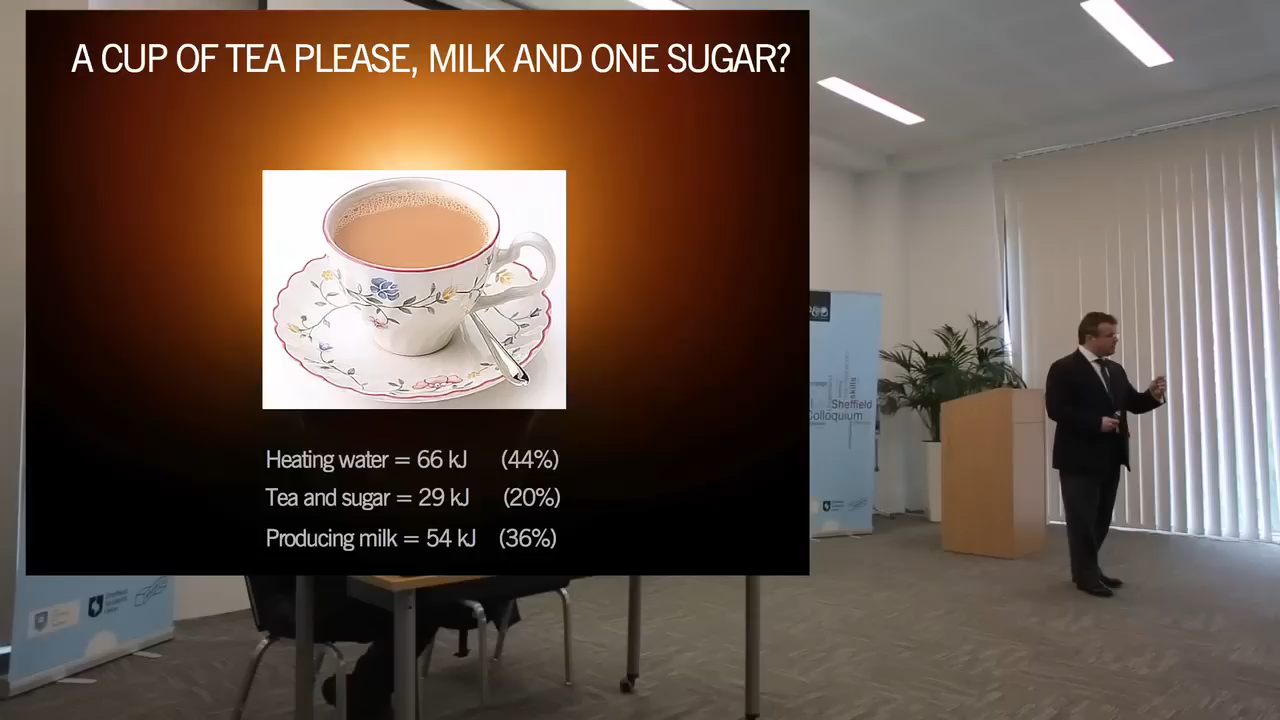 A CUP OF TEA PLEASE, MILK AND ONE SUGAR?
Heating water = 66 kJ (44%)
Tea and sugar = 29 kJ (20%)
Producing milk = 54 kJ (36%)
skills
Sheffield
Colloquium